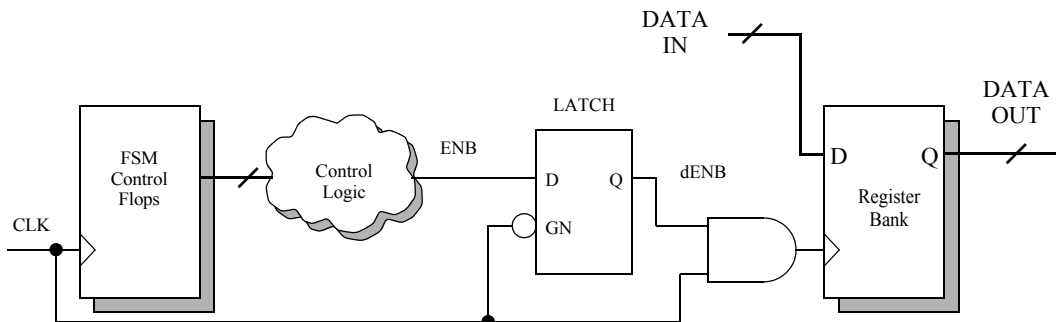 DATA
IN
DATA
OUT
LATCH
FSM
Control
Flops
ENB
Control
Logic
D
Q
dENB
D
Q
Register
Bank
CLK
GN